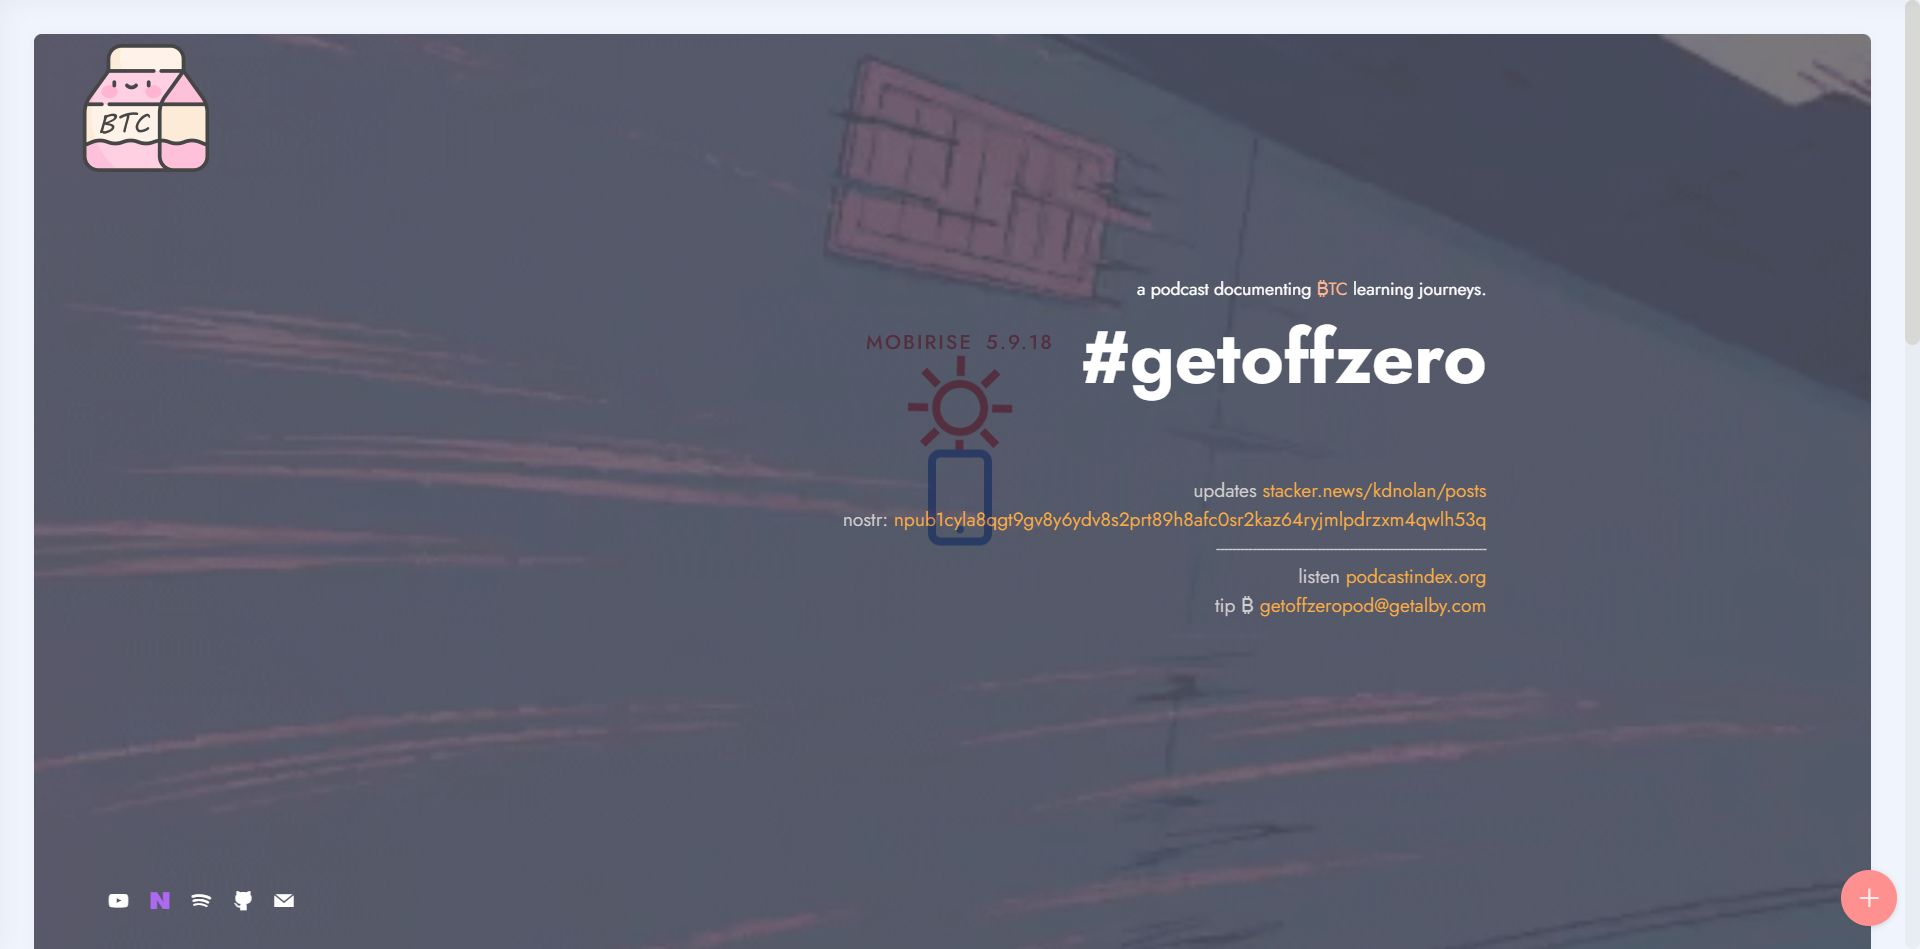 BTC
a podcast documenting ₿TC learning journeys.
MOBIRISE 5.9.18
#getoffzero
updates stacker.news/kdnolan/posts
nostr: npub1cyla8qgt9gv8y6ydv8s2prt89h8afc0sr2kaz64ryjmlpdrzxm4qwlh53q
listen podcastindex.org
tip ₿ getoffzeropod@getalby.com
N